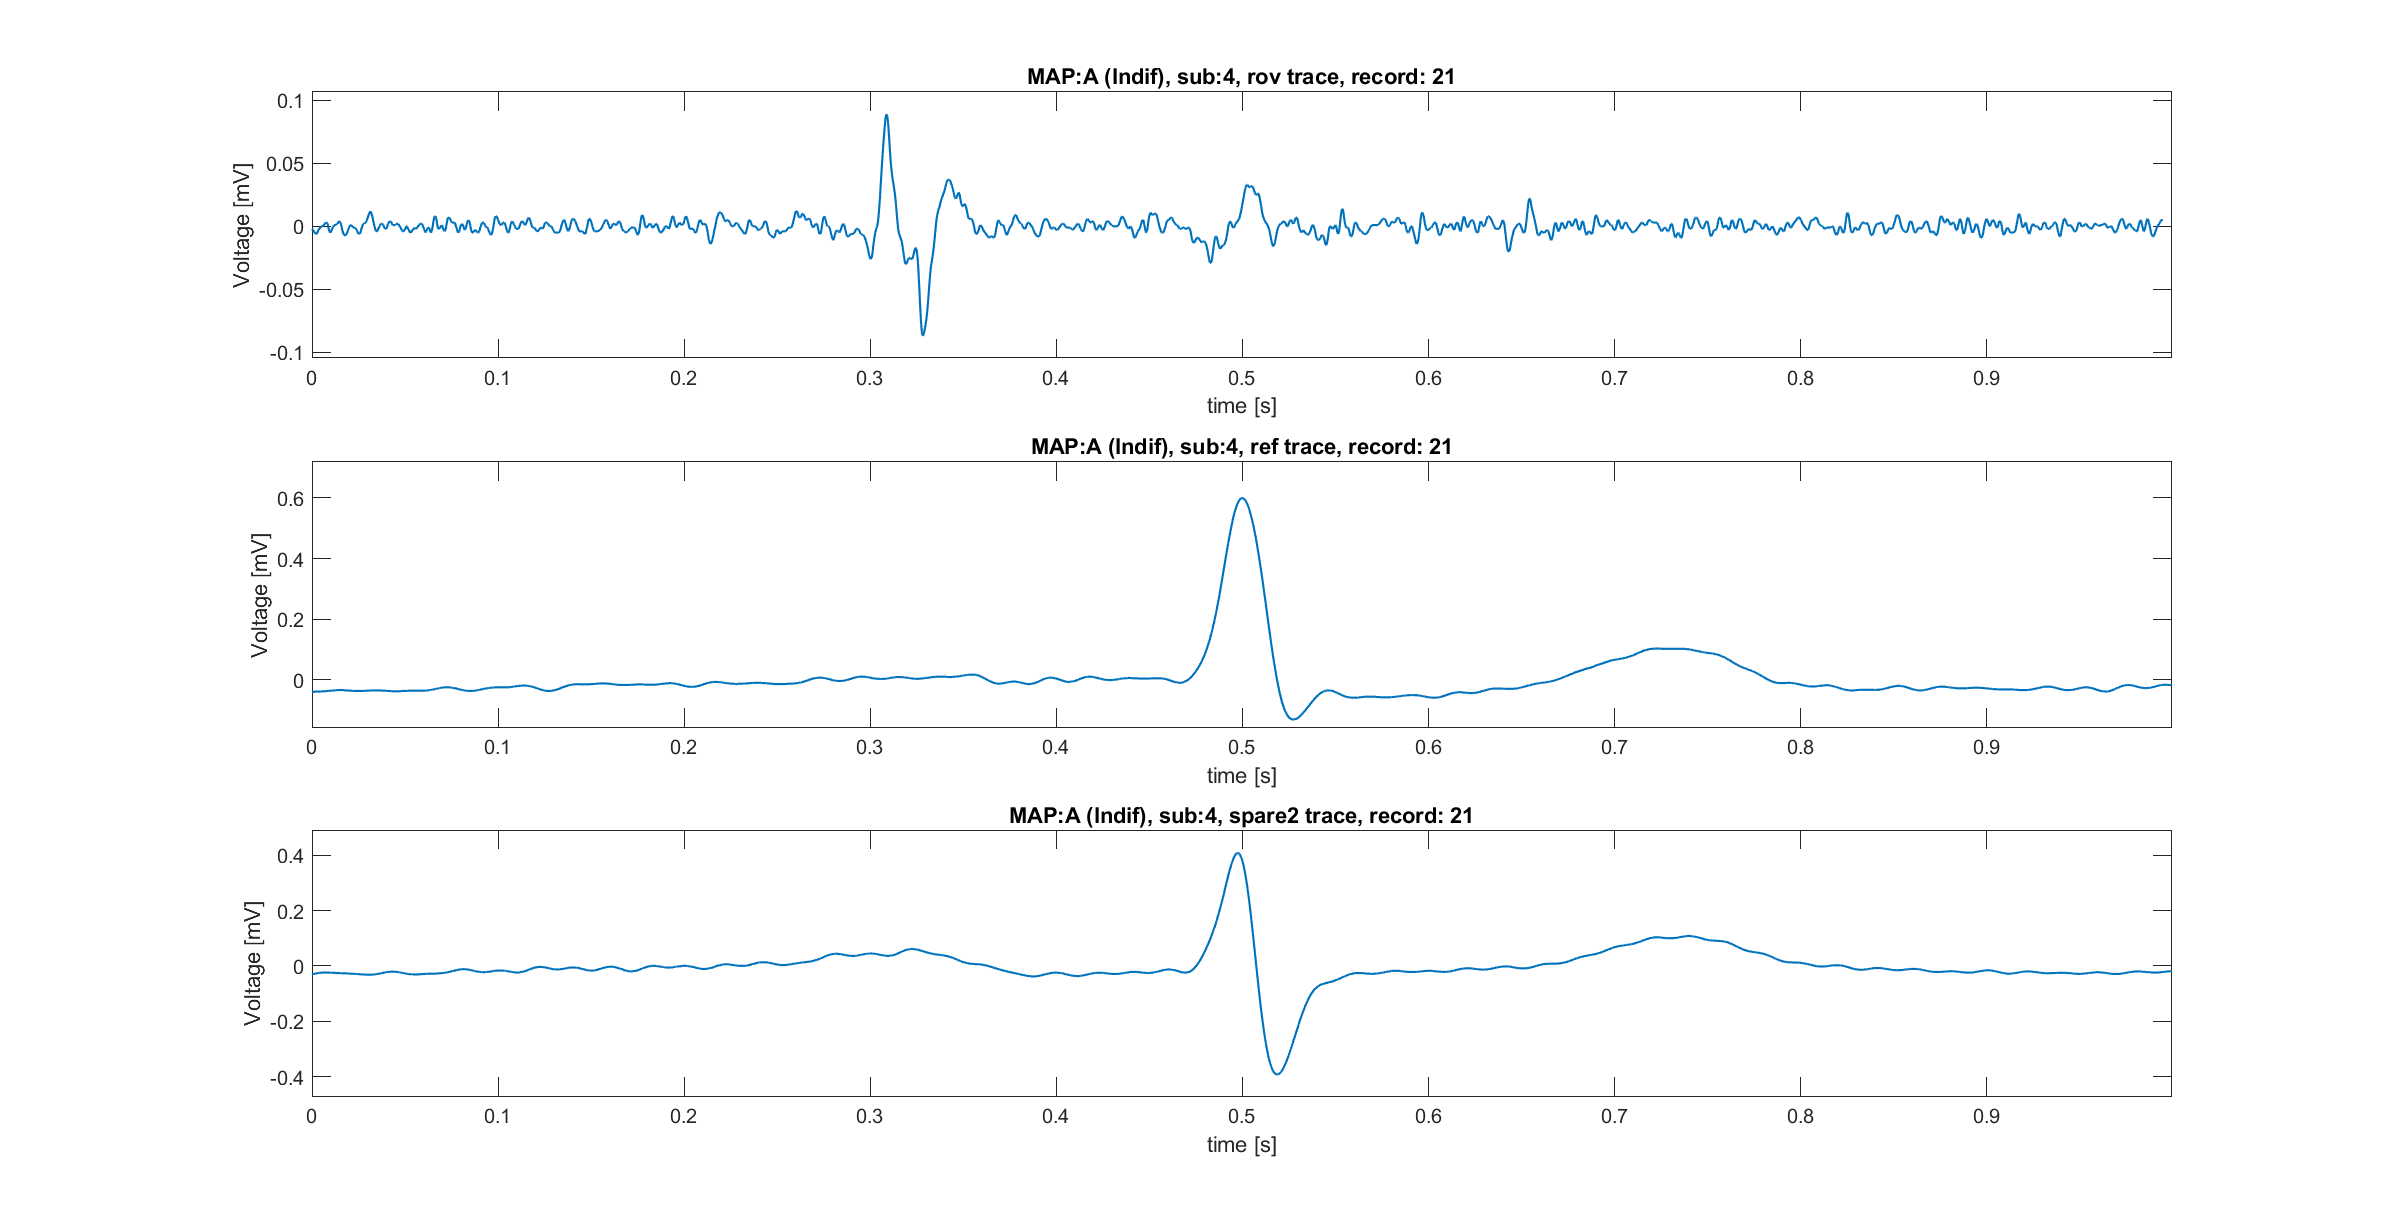 MAP:A (Indif), sub:4, rov trace, record: 21
Voltage [mV]
0.1
0.05
0
-0.05
-0.1
0 0.1 0.2 0.3 0.4 0.5 0.6 0.7 0.8 0.9
time [s]
MAP:A (Indif), sub:4, ref trace, record: 21
Voltage [mV]
0.6
0.4
0.2
0
0 0.1 0.2 0.3 0.4 0.5 0.6 0.7 0.8 0.9
time [s]
MAP:A (Indif), sub:4, spare2 trace, record: 21
Voltage [mV]
0.4
0.2
0
-0.2
-0.4
0 0.1 0.2 0.3 0.4 0.5 0.6 0.7 0.8 0.9
time [s]